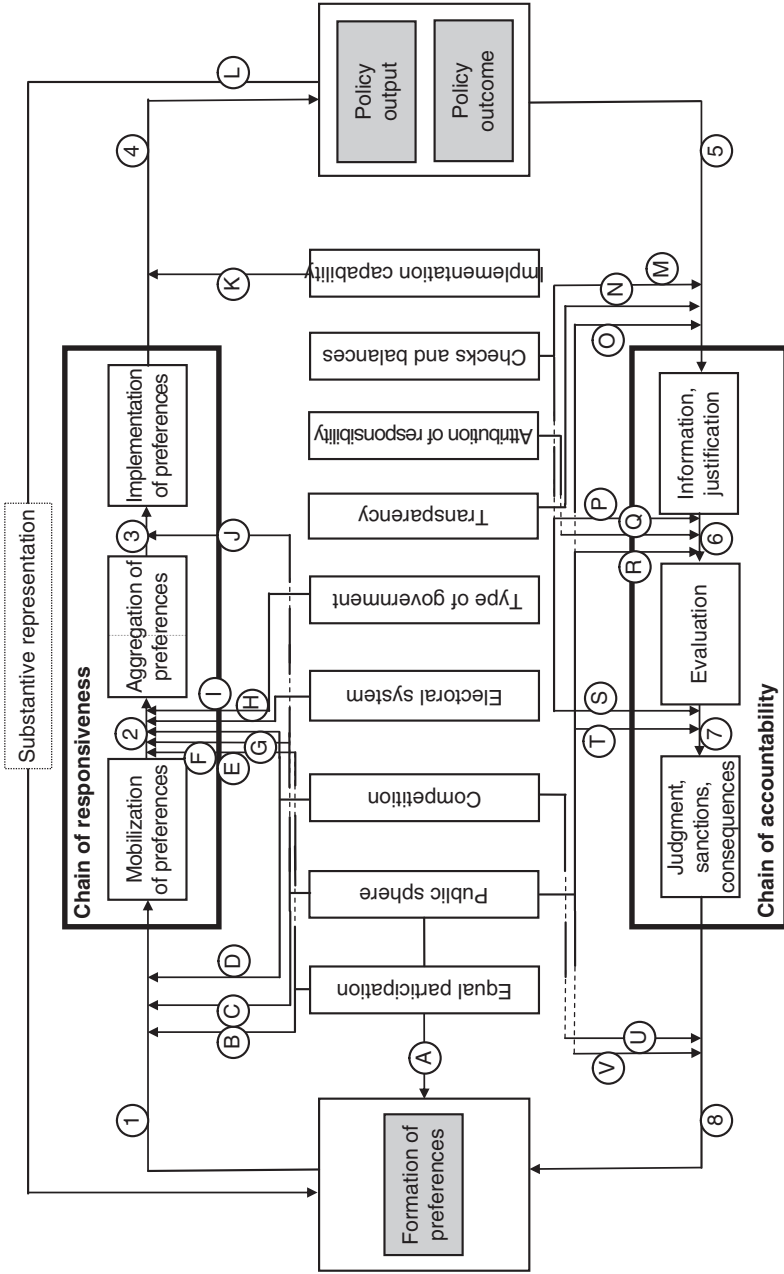 Substantive representation
Chain of responsiveness
1
B
C
D
Mobilization
of preferences
2
F
E
G
H
I
Aggregation of
preferences
3
J
Implementation
of preferences
4
K
L
Formation of
preferences
A
Equal participation
Public sphere
Competition
Electoral system
Type of government
Transparency
Attribution of responsibility
Checks and balances
Implementation capability
Policy
output
Policy
outcome
8
V
U
Judgment,
sanctions,
consequences
7
T
S
Evaluation
6
R
Q
P
Information,
justification
O
N
M
5
Chain of accountability